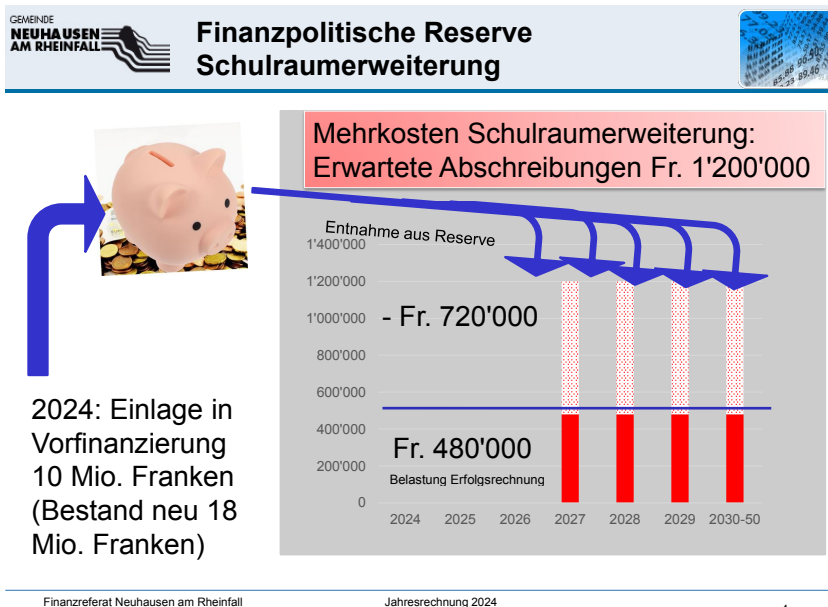 GEMEINDE
NEUHAUSEN
AM RHEINFALL
Finanzpolitische Reserve
Schulraumerweiterung
Mehrkosten Schulraumerweiterung:
Erwartete Abschreibungen Fr. 1'200'000
Entnahme aus Reserve
1'400'000
1'200'000
1'000'000
800'000
600'000
400'000
200'000
0
- Fr. 720'000
Fr. 480'000
Belastung Erfolgsrechnung
2024 2025 2026 2027 2028 2029 2030-50
2024: Einlage in
Vorfinanzierung
10 Mio. Franken
(Bestand neu 18
Mio. Franken)
Finanzreferat Neuhausen am Rheinfall Jahresrechnung 2024